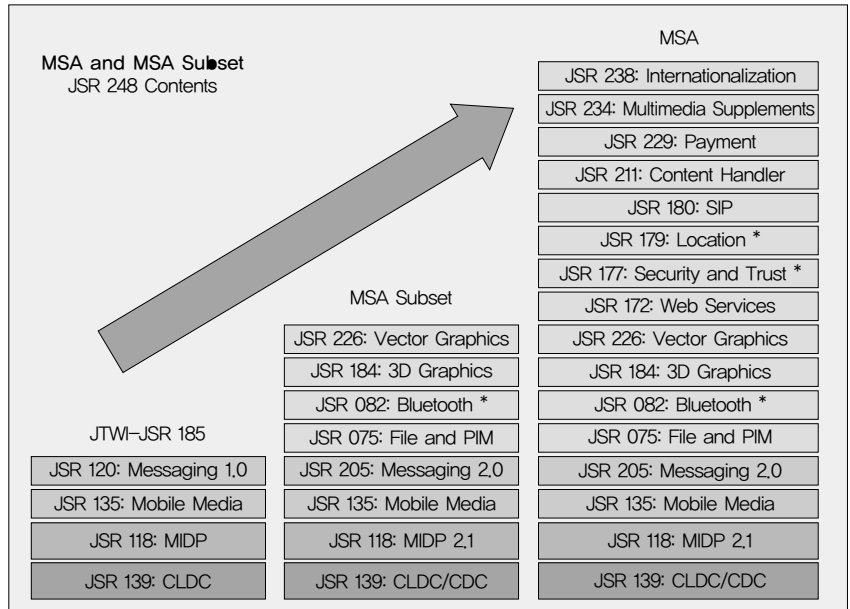 MSA and MSA Subset
JSR 248 Contents
MSA
JSR 238: Internationalization
JSR 234: Multimedia Supplements
JSR 229: Payment
JSR 211: Content Handler
JSR 180: SIP
JSR 179: Location *
JSR 177: Security and Trust *
JSR 172: Web Services
JSR 226: Vector Graphics
JSR 184: 3D Graphics
JSR 082: Bluetooth *
JSR 075: File and PIM
JSR 205: Messaging 2.0
JSR 135: Mobile Media
JSR 118: MIDP 2.1
JSR 139: CLDC/CDC
MSA Subset
JSR 226: Vector Graphics
JSR 184: 3D Graphics
JSR 082: Bluetooth *
JSR 075: File and PIM
JSR 205: Messaging 2.0
JSR 135: Mobile Media
JSR 118: MIDP 2.1
JSR 139: CLDC/CDC
JTWI-JSR 185
JSR 120: Messaging 1.0
JSR 135: Mobile Media
JSR 118: MIDP
JSR 139: CLDC